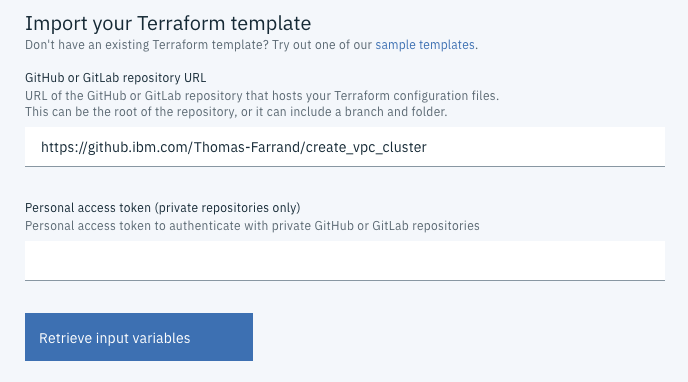 Import your Terraform template
Don't have an existing Terraform template? Try out one of our sample templates.
GitHub or GitLab repository URL
URL of the GitHub or GitLab repository that hosts your Terraform configuration files.
This can be the root of the repository, or it can include a branch and folder.
https://github.ibm.com/Thomas-Farrand/create_vpc_cluster
Personal access token (private repositories only)
Personal access token to authenticate with private GitHub or GitLab repositories
Retrieve input variables